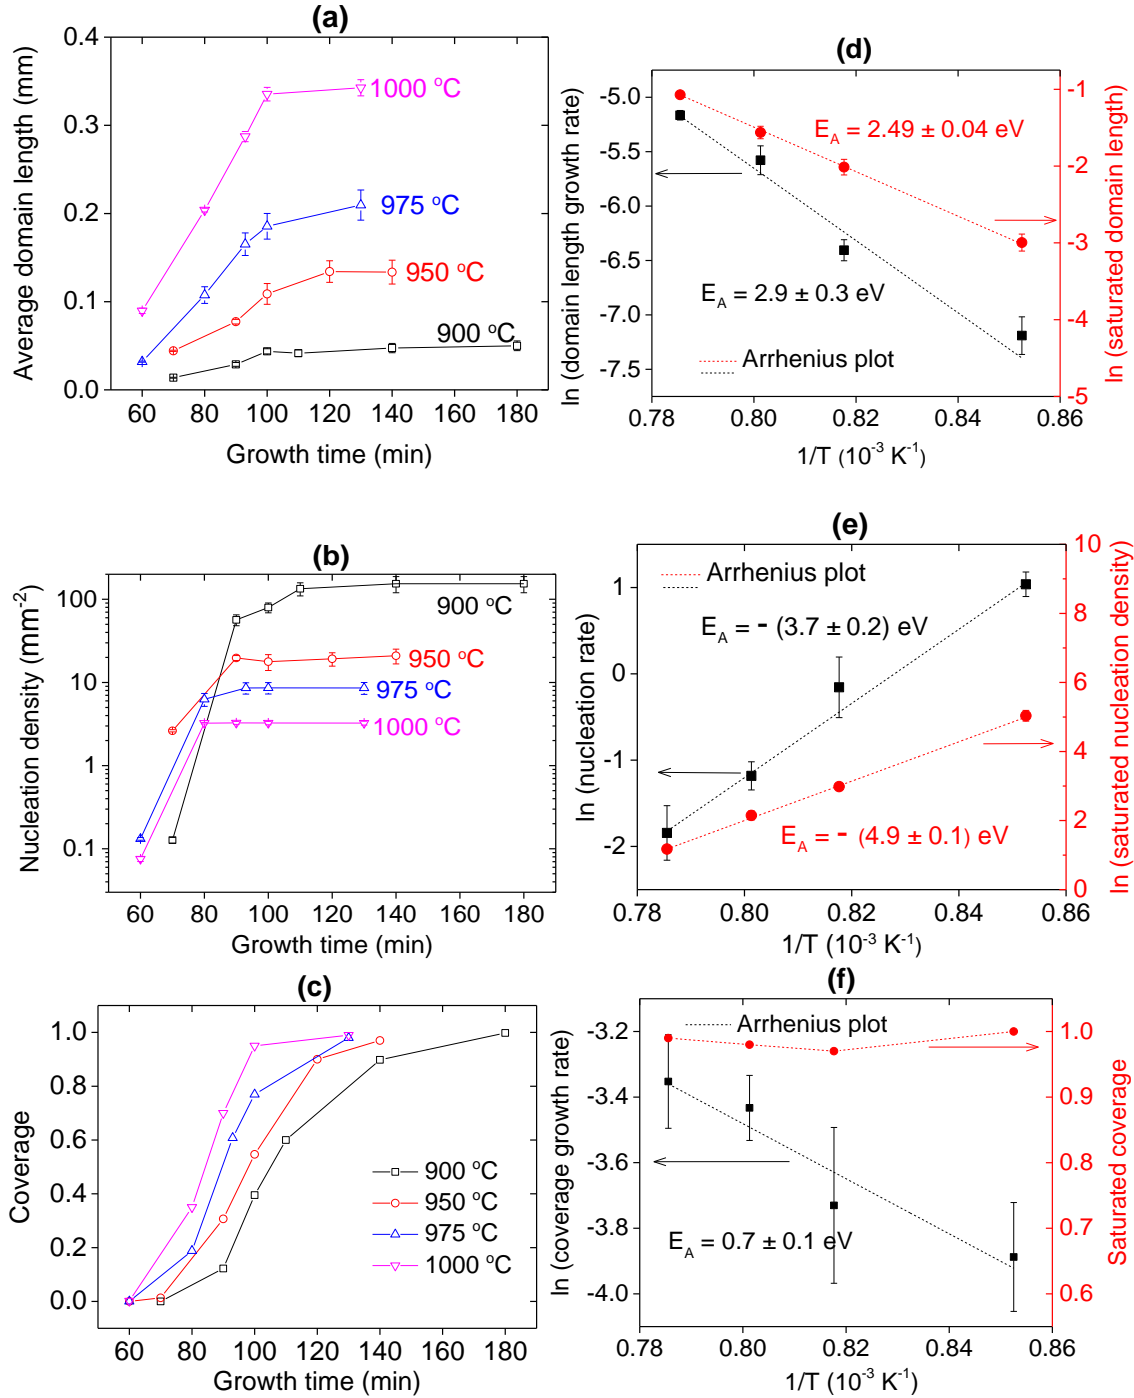 (a)
Average domain length (mm)
0.4
0.3
0.2
0.1
0.0
1000 °C
975 °C
950 °C
900 °C
60 80 100 120 140 160 180
Growth time (min)
(d)
ln (domain length growth rate)
-5.0
-5.5
-6.0
-6.5
-7.0
-7.5
E_A = 2.49 ± 0.04 eV
E_A = 2.9 ± 0.3 eV
Arrhenius plot
-1
-2
-3
-4
-5
ln (saturated domain length)
0.78 0.80 0.82 0.84 0.86
1/T (10⁻³ K⁻¹)
(b)
Nucleation density (mm⁻²)
100
10
1
0.1
900 °C
950 °C
975 °C
1000 °C
60 80 100 120 140 160 180
Growth time (min)
(e)
ln (nucleation rate)
1
0
-1
-2
Arrhenius plot
E_A = - (3.7 ± 0.2) eV
E_A = - (4.9 ± 0.1) eV
10
8
6
4
2
0
ln (saturated nucleation density)
0.78 0.80 0.82 0.84 0.86
1/T (10⁻³ K⁻¹)
(c)
Coverage
1.0
0.8
0.6
0.4
0.2
0.0
900 °C
950 °C
975 °C
1000 °C
60 80 100 120 140 160 180
Growth time (min)
(f)
ln (coverage growth rate)
-3.2
-3.4
-3.6
-3.8
-4.0
Arrhenius plot
E_A = 0.7 ± 0.1 eV
1.0
0.9
0.8
0.7
0.6
Saturated coverage
0.78 0.80 0.82 0.84 0.86
1/T (10⁻³ K⁻¹)